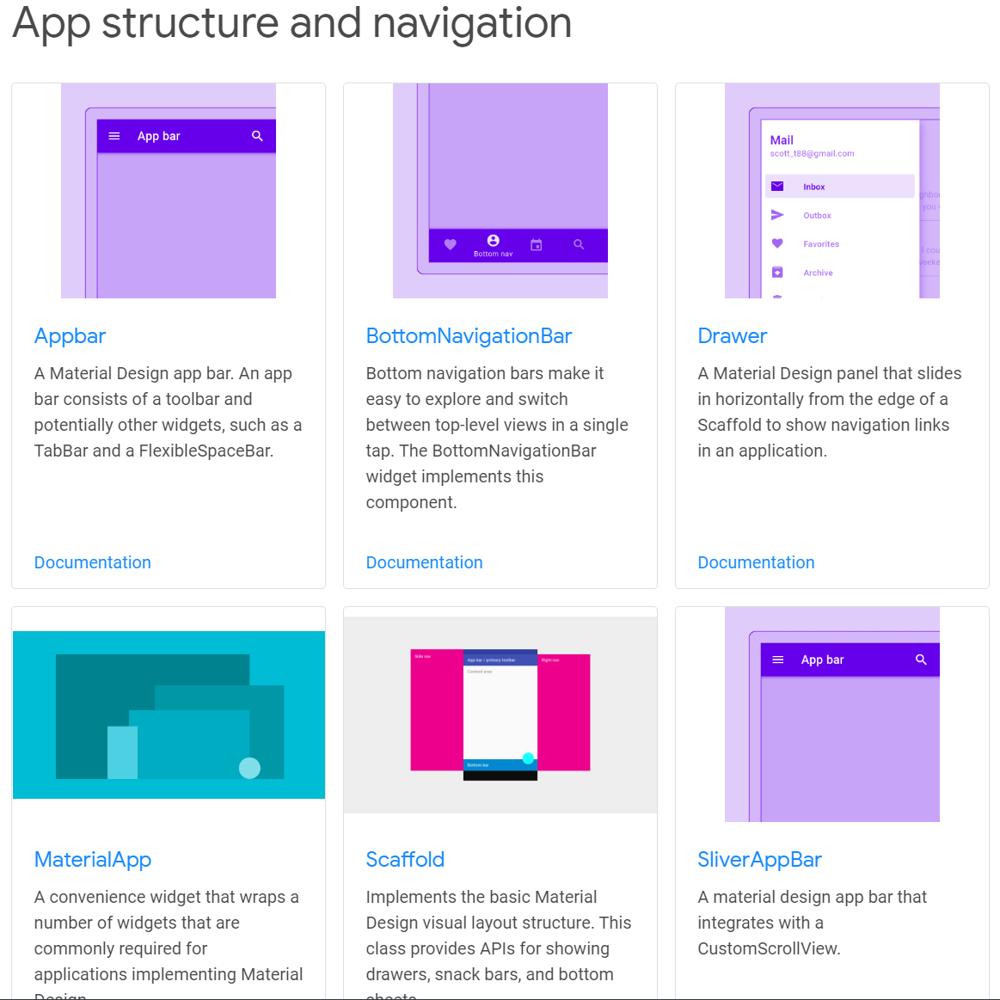 App structure and navigation
App bar
Bottom nav
Mail
scott_t88@gmail.com
Inbox
Outbox
Favorites
Archive
Appbar
A Material Design app bar. An app
bar consists of a toolbar and
potentially other widgets, such as a
TabBar and a FlexibleSpaceBar.
Documentation
BottomNavigationBar
Bottom navigation bars make it
easy to explore and switch
between top-level views in a single
tap. The BottomNavigationBar
widget implements this
component.
Documentation
Drawer
A Material Design panel that slides
in horizontally from the edge of a
Scaffold to show navigation links
in an application.
Documentation
Side nav
App bar / primary toolbar
Content area
Right nav
Bottom bar
App bar
MaterialApp
A convenience widget that wraps a
number of widgets that are
commonly required for
applications implementing Material
Design
Scaffold
Implements the basic Material
Design visual layout structure. This
class provides APIs for showing
drawers, snack bars, and bottom
sheets
SliverAppBar
A material design app bar that
integrates with a
CustomScrollView.